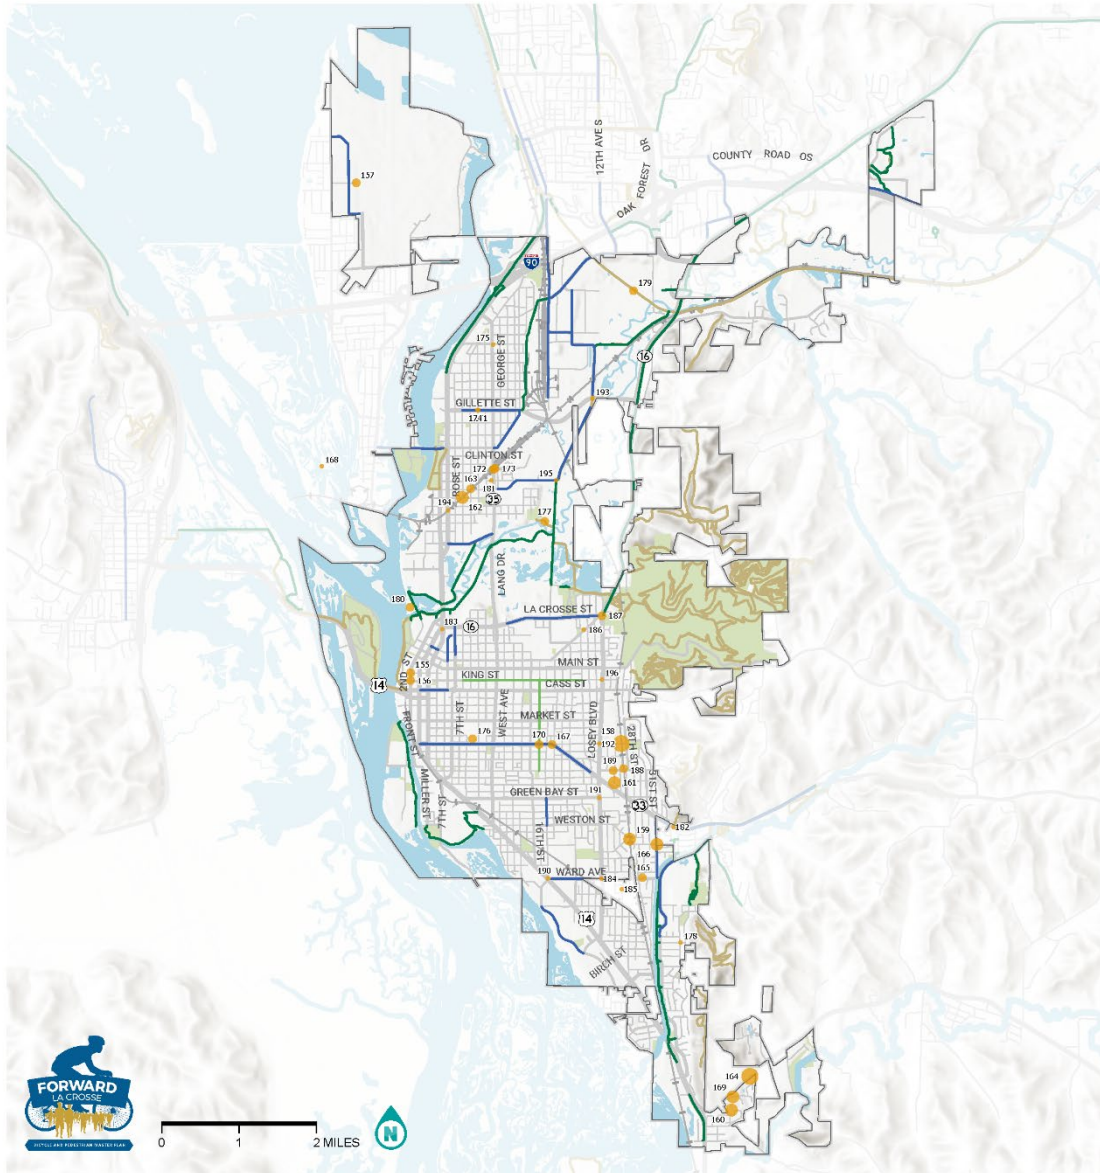 12TH AVE S
OAK FOREST DR
COUNTY ROAD OS
157
90
179
175
GEORGE ST
16
193
GILLETTE ST
1741
168
CLINTON ST
172
173
195
ROSE ST
163
181
35
194
162
177
LANG DR
180
LA CROSSE ST
187
183
16
186
2ND ST
155
MAIN ST
KING ST
156
CASS ST
196
14
7TH ST
WEST AVE
MARKET ST
LOSEY BLVD
FRONT ST
176
170
167
158
192
28TH ST
189
188
161
31ST ST
MILLER ST
7TH ST
GREEN BAY ST
191
33
WESTON ST
182
16TH ST
159
166
190
WARD AVE
184
165
185
14
178
BIRCH ST
164
169
160
FORWARD
LA CROSSE
BICYCLE AND PEDESTRIAN MASTER PLAN
0 1 2 MILES
N